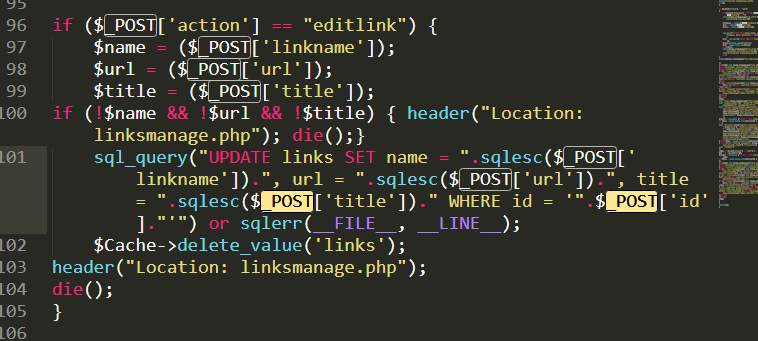 95
96 if ($_POST['action'] == "editlink") {
97 $name = ($_POST['linkname']);
98 $url = ($_POST['url']);
99 $title = ($_POST['title']);
100 if (!$name && !$url && !$title) { header("Location:
linksmanage.php"); die();}
101 sql_query("UPDATE links SET name = ".sqlesc($_POST['
linkname']).", url = ".sqlesc($_POST['url']).", title
= ".sqlesc($_POST['title'])." WHERE id = '".$_POST['id'
]."'") or sqlerr(__FILE__, __LINE__);
102 $Cache->delete_value('links');
103 header("Location: linksmanage.php");
104 die();
105 }
106